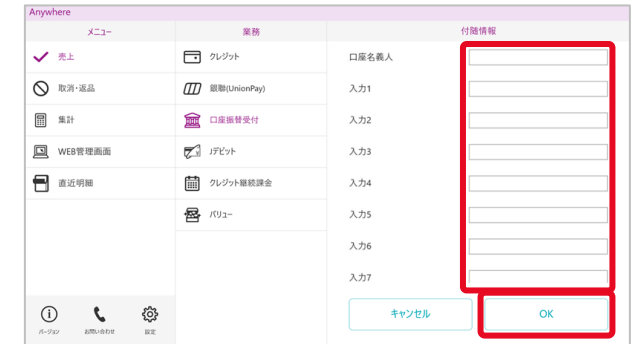 Anywhere
メニュー
業務
付随情報
売上
クレジット
口座名義人
取消・返品
銀聯(UnionPay)
入力1
集計
口座振替受付
入力2
WEB管理画面
Jデビット
入力3
直近明細
クレジット継続課金
入力4
バリュー
入力5
入力6
入力7
バージョン
お問い合わせ
設定
キャンセル
OK